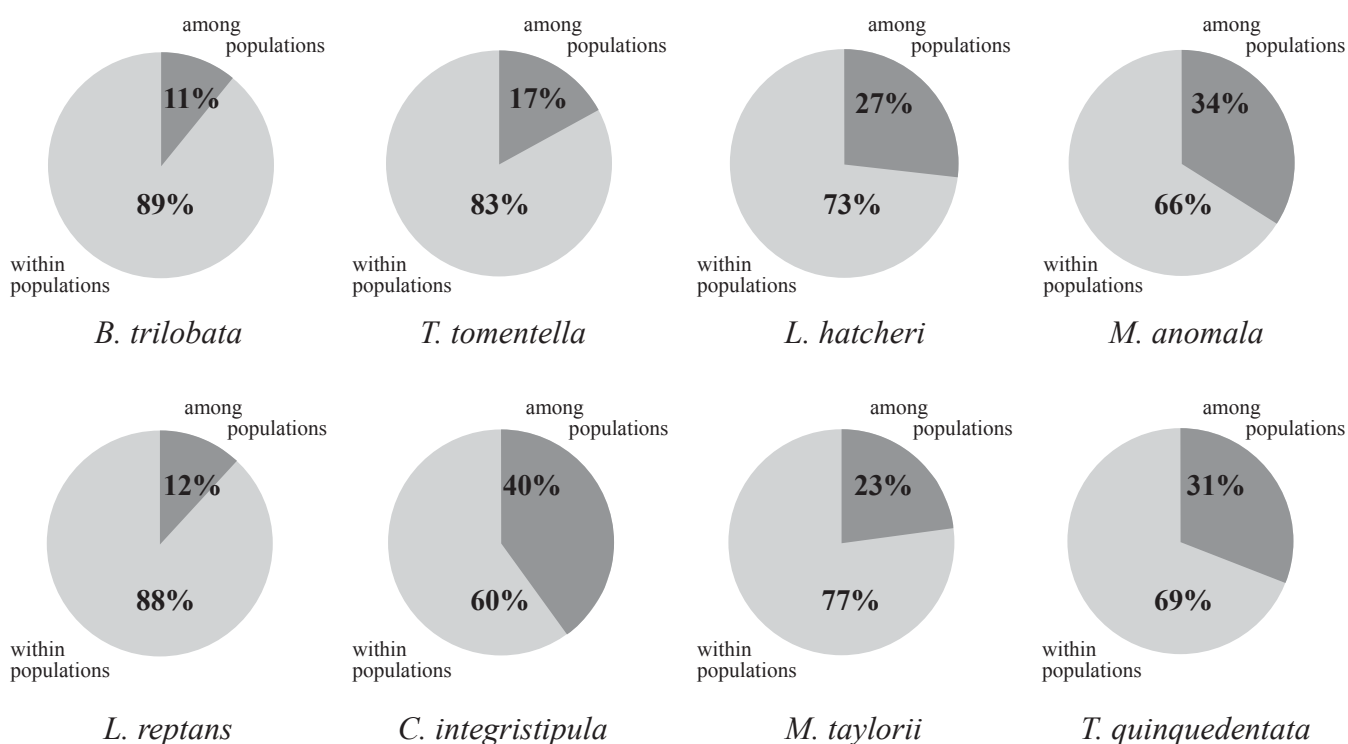 among
populations
11%
89%
within
populations
B. trilobata
among
populations
17%
83%
within
populations
T. tomentella
among
populations
27%
73%
within
populations
L. hatcheri
among
populations
34%
66%
within
populations
M. anomala
among
populations
12%
88%
within
populations
L. reptans
among
populations
40%
60%
within
populations
C. integristipula
among
populations
23%
77%
within
populations
M. taylorii
among
populations
31%
69%
within
populations
T. quinquedentata